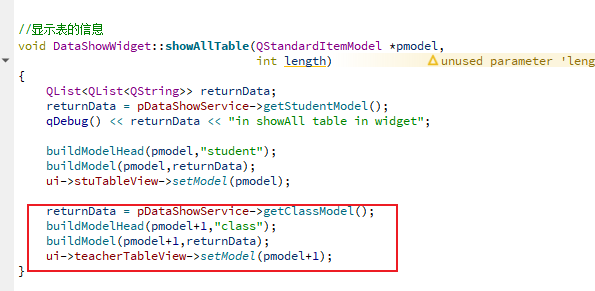 //显示表的信息
void DataShowWidget::showAllTable(QStandardItemModel *pmodel,
int length)
unused parameter 'leng
{
QList<QList<QString>> returnData;
returnData = pDataShowService->getStudentModel();
qDebug() << returnData << "in showAll table in widget";
buildModelHead(pmodel,"student");
buildModel(pmodel,returnData);
ui->stuTableView->setModel(pmodel);
returnData = pDataShowService->getClassModel();
buildModelHead(pmodel+1,"class");
buildModel(pmodel+1,returnData);
ui->teacherTableView->setModel(pmodel+1);
}